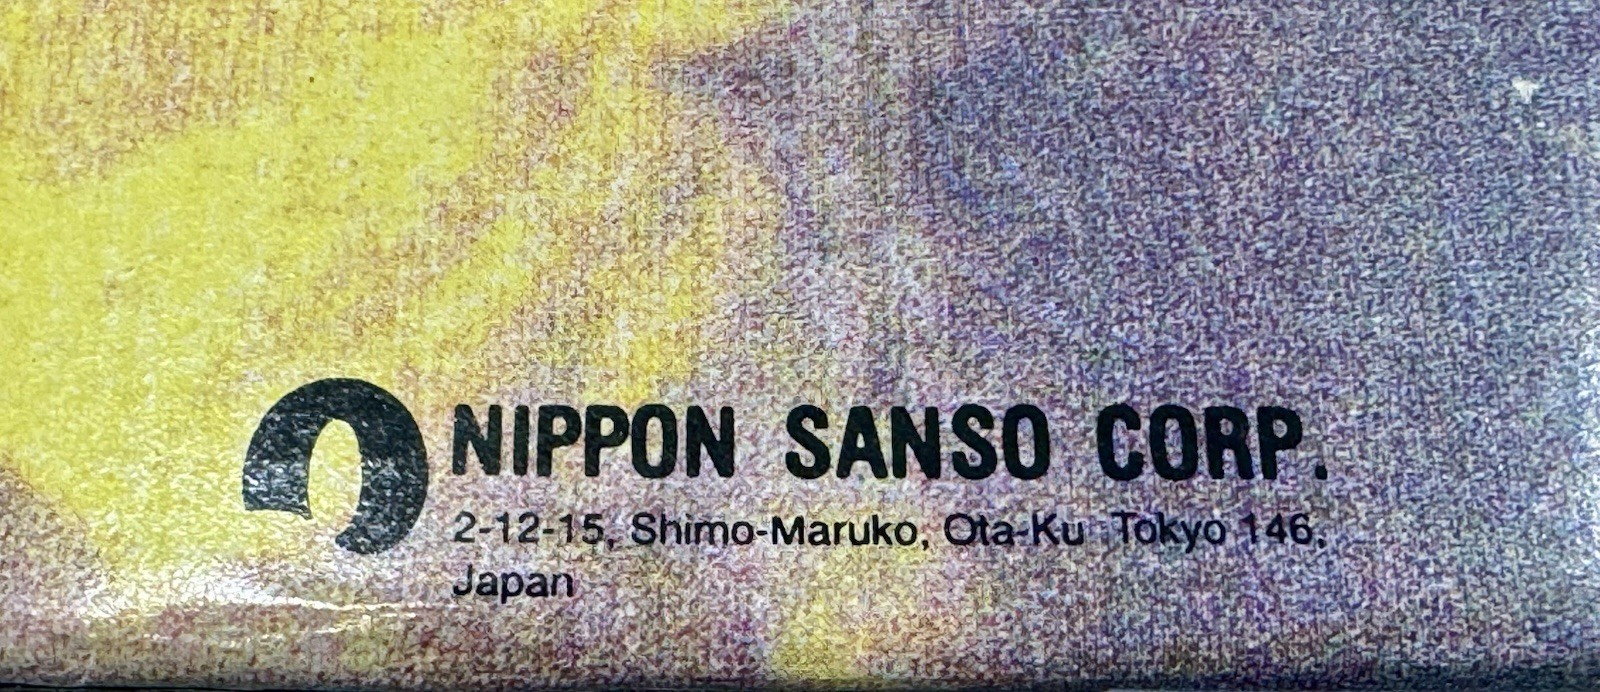 NIPPON SANSO CORP.
2-12-15, Shimo-Maruko, Ota-Ku Tokyo 146,
Japan